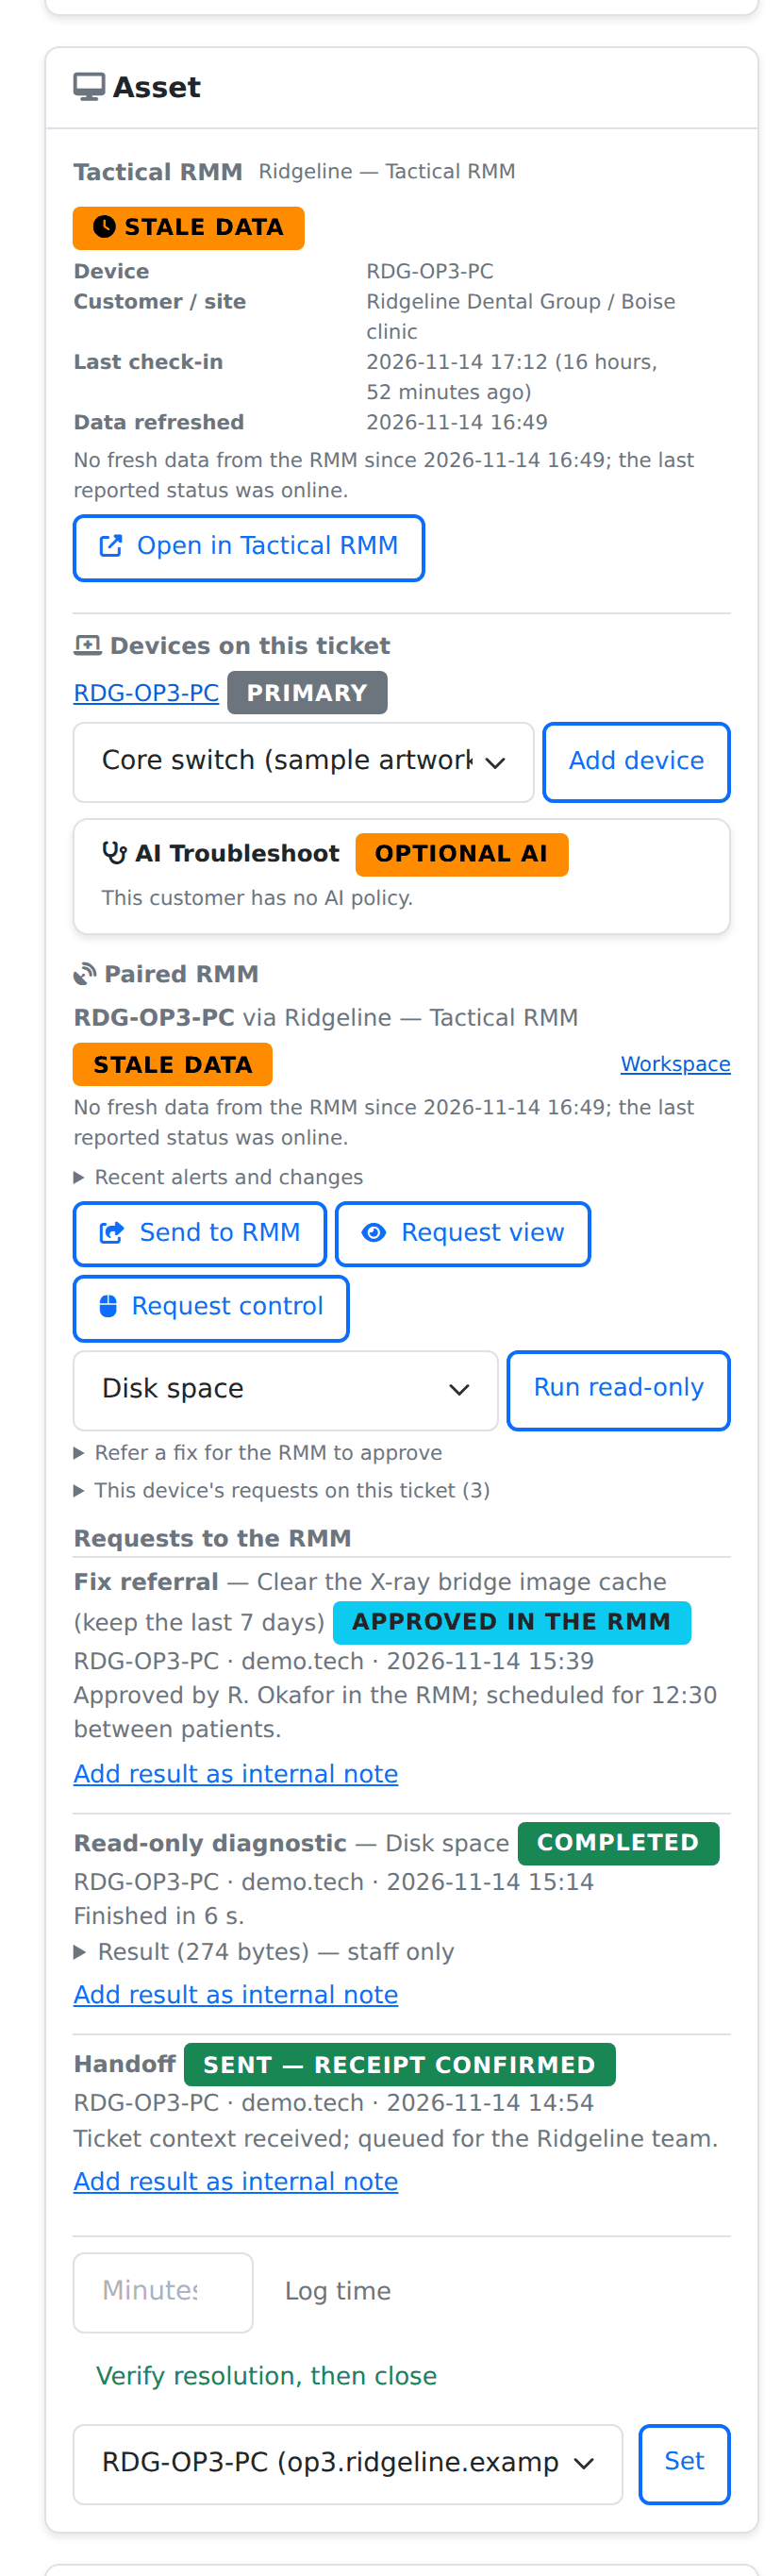 Asset
Tactical RMM Ridgeline — Tactical RMM
STALE DATA
Device RDG-OP3-PC
Customer / site Ridgeline Dental Group / Boise
clinic
Last check-in 2026-11-14 17:12 (16 hours,
52 minutes ago)
Data refreshed 2026-11-14 16:49
No fresh data from the RMM since 2026-11-14 16:49; the last
reported status was online.
Open in Tactical RMM
Devices on this ticket
RDG-OP3-PC PRIMARY
Core switch (sample artwork Add device
AI Troubleshoot OPTIONAL AI
This customer has no AI policy.
Paired RMM
RDG-OP3-PC via Ridgeline — Tactical RMM
STALE DATA Workspace
No fresh data from the RMM since 2026-11-14 16:49; the last
reported status was online.
Recent alerts and changes
Send to RMM Request view
Request control
Disk space Run read-only
Refer a fix for the RMM to approve
This device's requests on this ticket (3)
Requests to the RMM
Fix referral — Clear the X-ray bridge image cache
(keep the last 7 days) APPROVED IN THE RMM
RDG-OP3-PC · demo.tech · 2026-11-14 15:39
Approved by R. Okafor in the RMM; scheduled for 12:30
between patients.
Add result as internal note
Read-only diagnostic — Disk space COMPLETED
RDG-OP3-PC · demo.tech · 2026-11-14 15:14
Finished in 6 s.
Result (274 bytes) — staff only
Add result as internal note
Handoff SENT — RECEIPT CONFIRMED
RDG-OP3-PC · demo.tech · 2026-11-14 14:54
Ticket context received; queued for the Ridgeline team.
Add result as internal note
Minutes Log time
Verify resolution, then close
RDG-OP3-PC (op3.ridgeline.examp Set